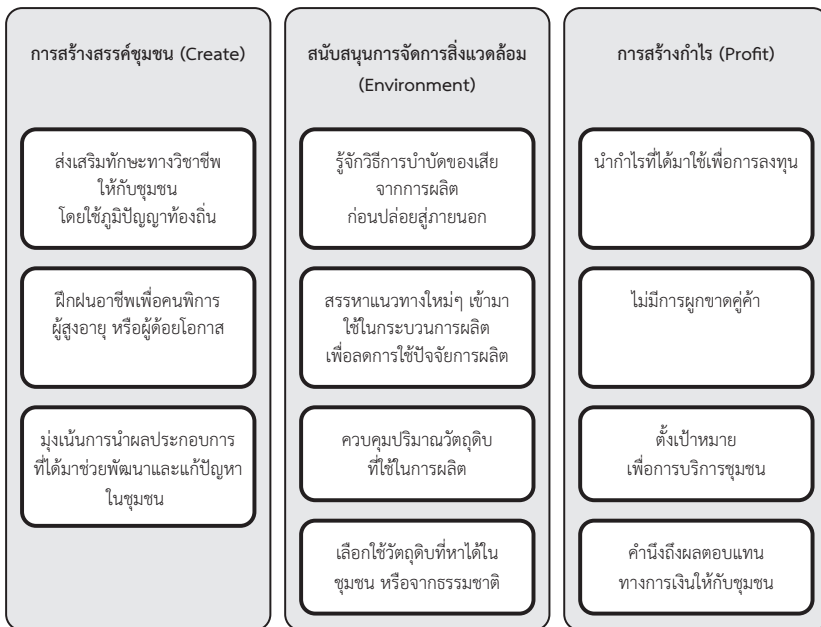 การสร้างสรรค์ชุมชน (Create)
ส่งเสริมทักษะทางวิชาชีพ
ให้กับชุมชน
โดยใช้ภูมิปัญญาท้องถิ่น
ฝึกฝนอาชีพเพื่อคนพิการ
ผู้สูงอายุ หรือผู้ด้อยโอกาส
มุ่งเน้นการนำผลประกอบการ
ที่ได้มาช่วยพัฒนาและแก้ปัญหา
ในชุมชน
สนับสนุนการจัดการสิ่งแวดล้อม
(Environment)
รู้จักวิธีการบำบัดของเสีย
จากการผลิต
ก่อนปล่อยสู่ภายนอก
สรรหาแนวทางใหม่ๆ เข้ามา
ใช้ในกระบวนการผลิต
เพื่อลดการใช้ปัจจัยการผลิต
ควบคุมปริมาณวัตถุดิบ
ที่ใช้ในการผลิต
เลือกใช้วัตถุดิบที่หาได้ใน
ชุมชน หรือจากธรรมชาติ
การสร้างกำไร (Profit)
นำกำไรที่ได้มาใช้เพื่อการลงทุน
ไม่มีการผูกขาดคู่ค้า
ตั้งเป้าหมาย
เพื่อการบริการชุมชน
คำนึงถึงผลตอบแทน
ทางการเงินให้กับชุมชน